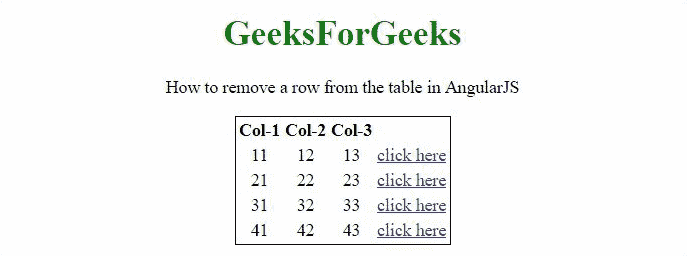 GeeksForGeeks
How to remove a row from the table in AngularJS
Col-1 Col-2 Col-3
11 12 13 click here
21 22 23 click here
31 32 33 click here
41 42 43 click here